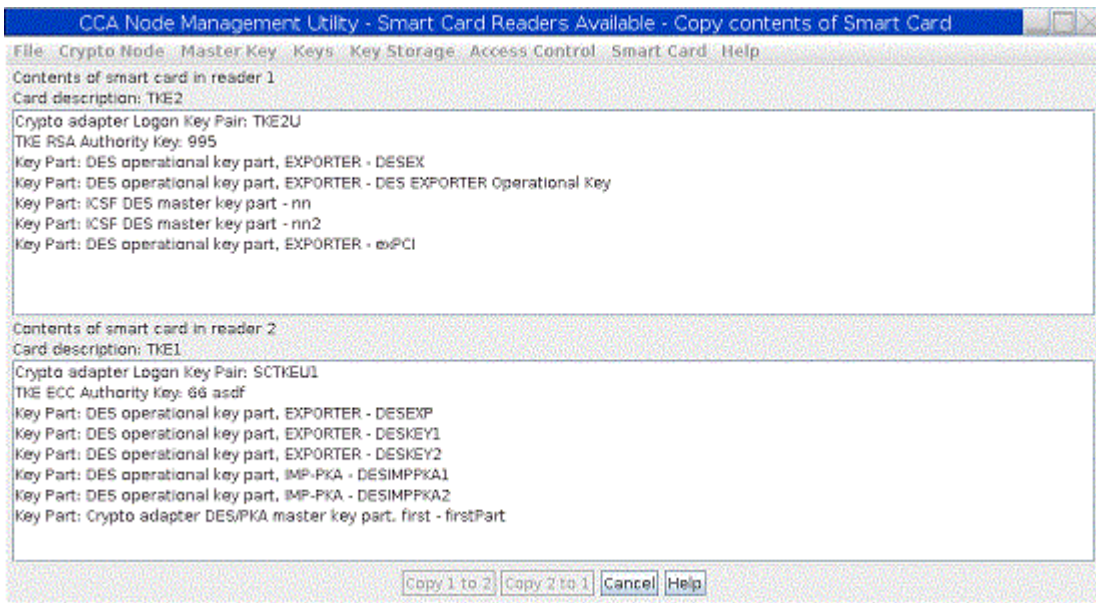 CCA Node Management Utility - Smart Card Readers Available - Copy contents of Smart Card
File Crypto Node Master Key Keys Key Storage Access Control Smart Card Help
Contents of smart card in reader 1
Card description: TKE2
Crypto adapter Logon Key Pair: TKE2U
TKE RSA Authority Key: 995
Key Part: DES operational key part, EXPORTER - DESEX
Key Part: DES operational key part, EXPORTER - DES EXPORTER Operational Key
Key Part: ICSF DES master key part - nn
Key Part: ICSF DES master key part - nn2
Key Part: DES operational key part, EXPORTER - exPCI
Contents of smart card in reader 2
Card description: TKE1
Crypto adapter Logon Key Pair: SCTKEU1
TKE ECC Authority Key: 66 asdf
Key Part: DES operational key part, EXPORTER - DESEXP
Key Part: DES operational key part, EXPORTER - DESKEY1
Key Part: DES operational key part, EXPORTER - DESKEY2
Key Part: DES operational key part, IMP-PKA - DESIMPPKA1
Key Part: DES operational key part, IMP-PKA - DESIMPPKA2
Key Part: Crypto adapter DES/PKA master key part, first - firstPart
Copy 1 to 2 Copy 2 to 1 Cancel Help